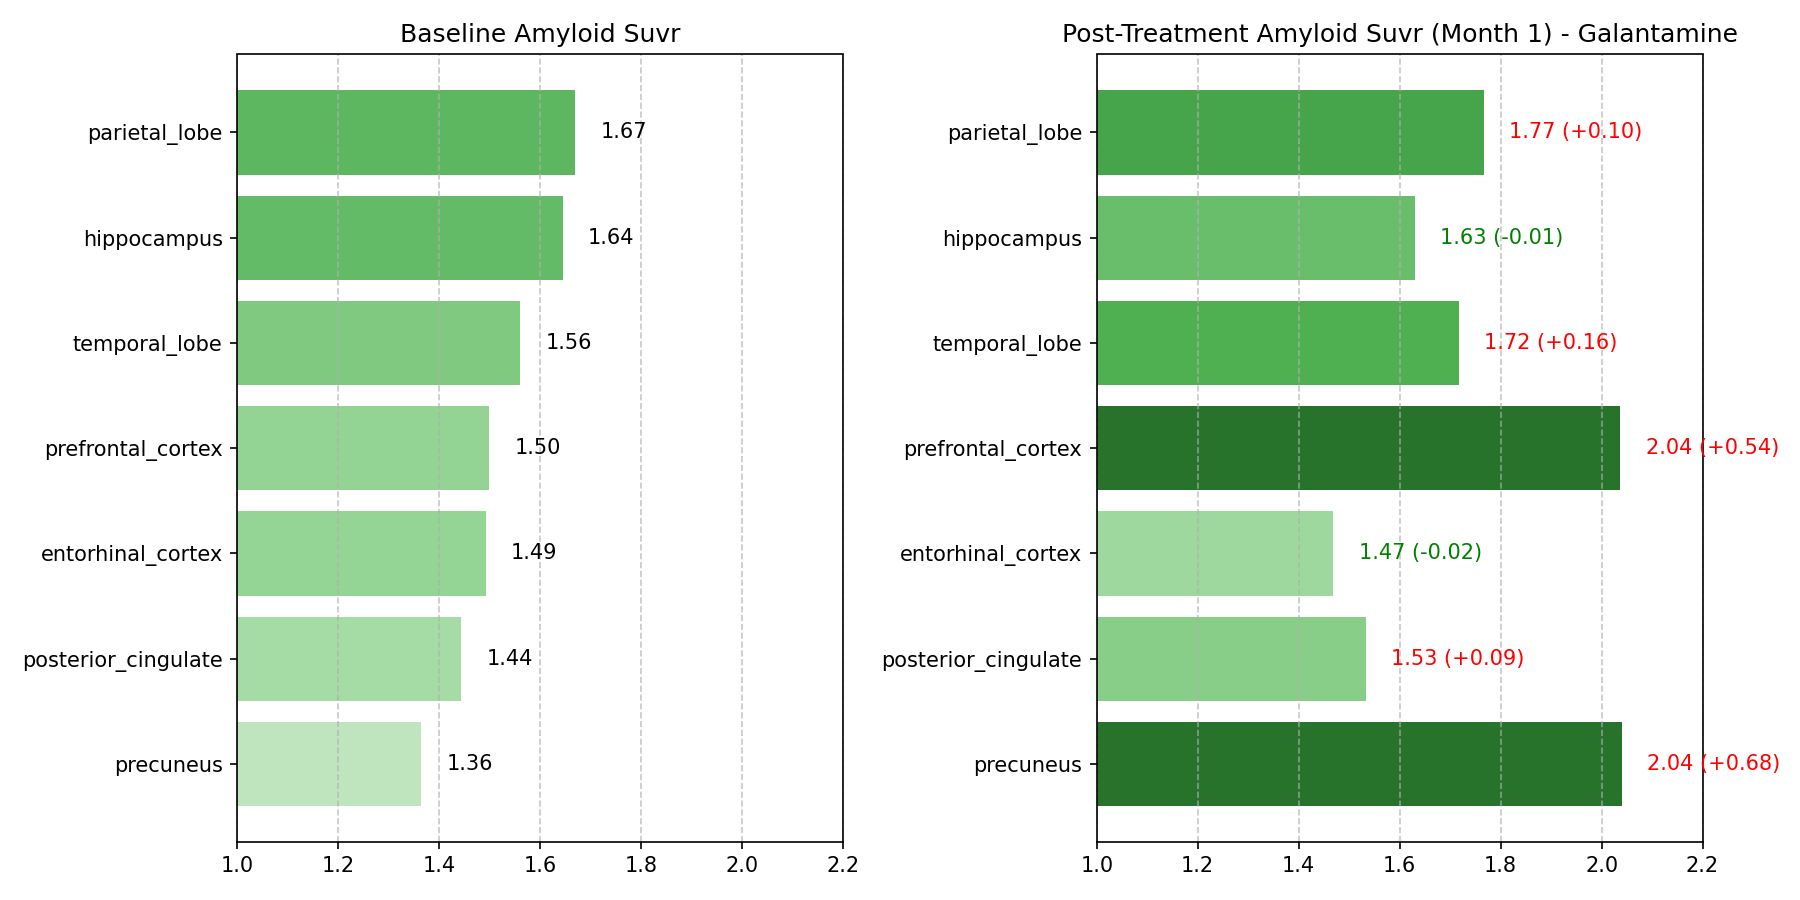 Baseline Amyloid Suvr
parietal_lobe
1.67
hippocampus
1.64
temporal_lobe
1.56
prefrontal_cortex
1.50
entorhinal_cortex
1.49
posterior_cingulate
1.44
precuneus
1.36
1.0 1.2 1.4 1.6 1.8 2.0 2.2
Post-Treatment Amyloid Suvr (Month 1) - Galantamine
parietal_lobe
1.77 (+0.10)
hippocampus
1.63 (-0.01)
temporal_lobe
1.72 (+0.16)
prefrontal_cortex
2.04 (+0.54)
entorhinal_cortex
1.47 (-0.02)
posterior_cingulate
1.53 (+0.09)
precuneus
2.04 (+0.68)
1.0 1.2 1.4 1.6 1.8 2.0 2.2